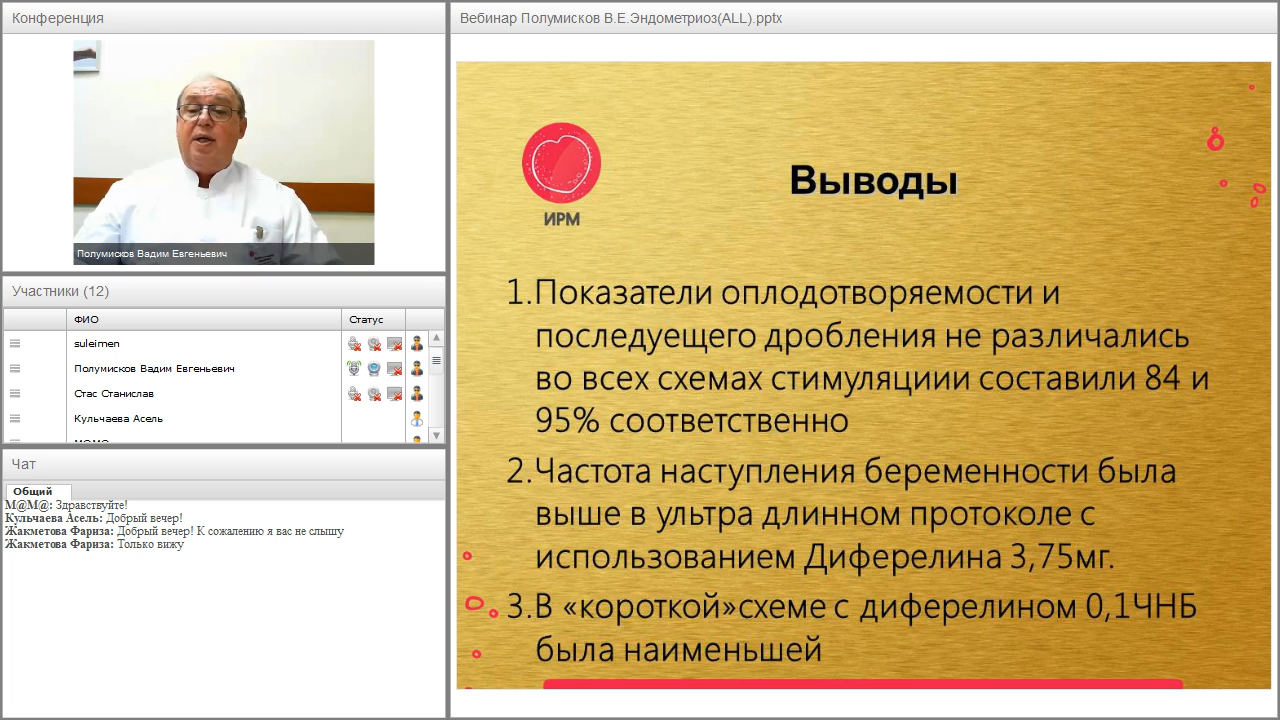 Конференция
Полумисков Вадим Евгеньевич
Участники (12)
ФИО
Статус
suleimen
Полумисков Вадим Евгеньевич
Стас Станислав
Кульчаева Асель
Чат
Общий
М@М@: Здравствуйте!
Кульчаева Асель: Добрый вечер!
Жакметова Фариза: Добрый вечер! К сожалению я вас не слышу
Жакметова Фариза: Только вижу
Вебинар Полумисков В.Е.Эндометриоз(ALL).pptx
ИРМ
Выводы
1.Показатели оплодотворяемости и
последуещего дробления не различались
во всех схемах стимуляциии составили 84 и
95% соответственно
2.Частота наступления беременности была
выше в ультра длинном протоколе с
использованием Диферелина 3,75мг.
3.В «короткой»схеме с диферелином 0,1ЧНБ
была наименьшей